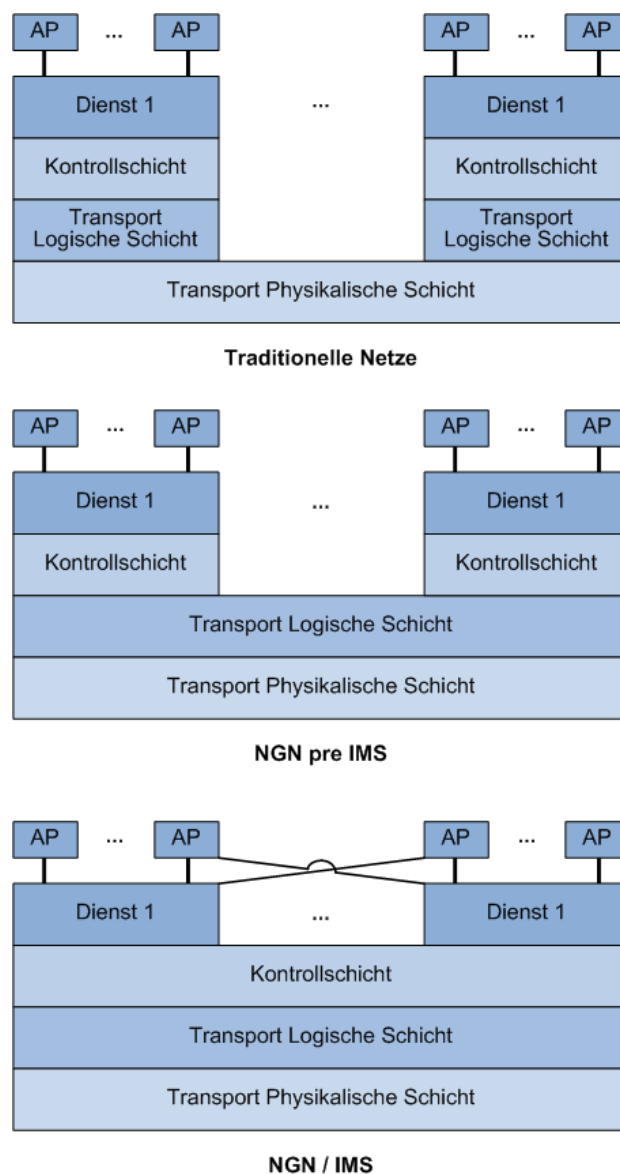 AP ... AP AP ... AP
Dienst 1 ... Dienst 1
Kontrollschicht Kontrollschicht
Transport Transport
Logische Schicht Logische Schicht
Transport Physikalische Schicht
Traditionelle Netze
AP ... AP AP ... AP
Dienst 1 ... Dienst 1
Kontrollschicht Kontrollschicht
Transport Logische Schicht
Transport Physikalische Schicht
NGN pre IMS
AP ... AP AP ... AP
Dienst 1 ... Dienst 1
Kontrollschicht
Transport Logische Schicht
Transport Physikalische Schicht
NGN / IMS